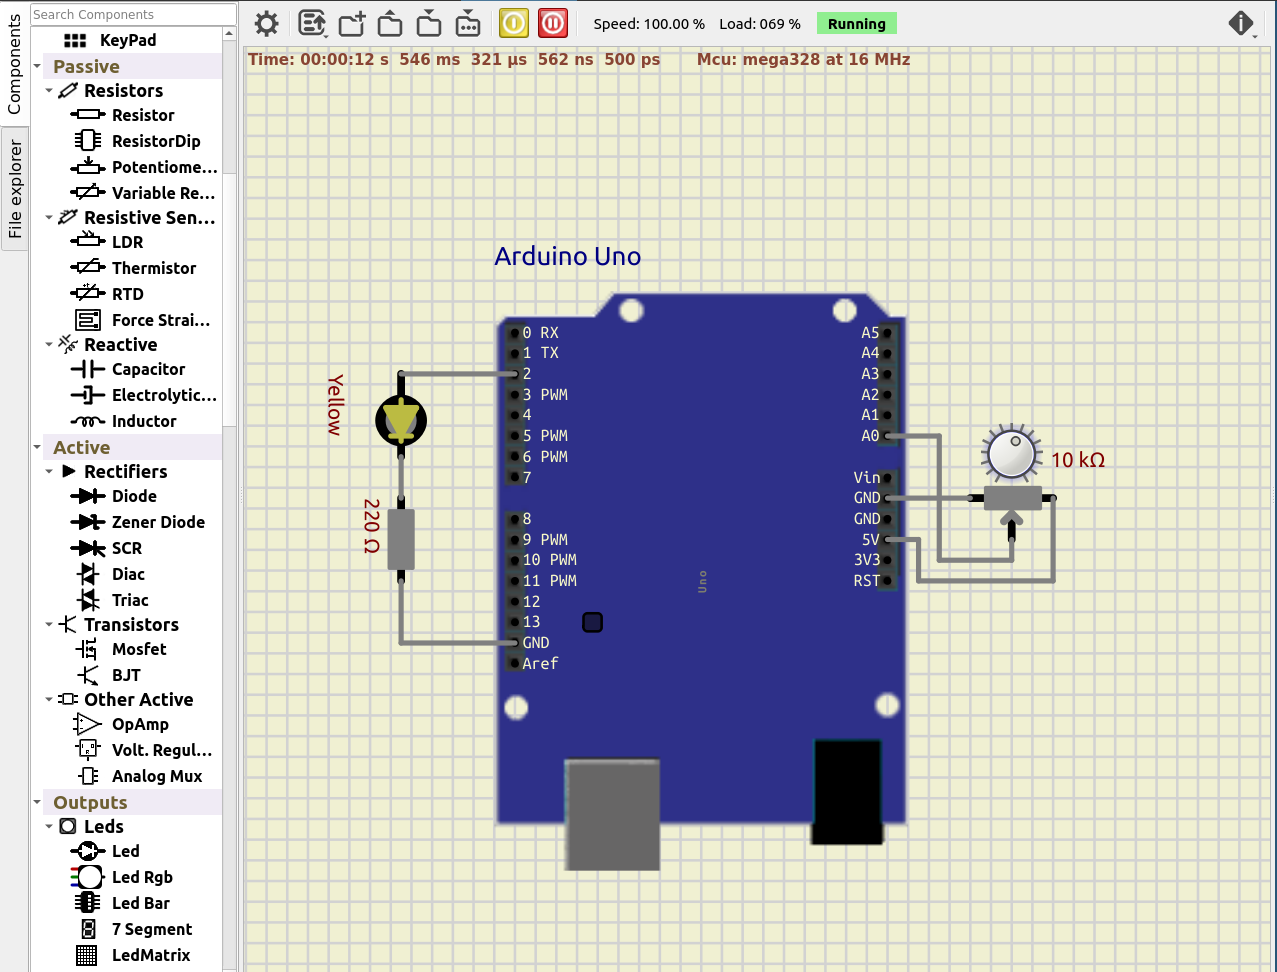 Components
File explorer
Search Components
KeyPad
Passive
Resistors
Resistor
ResistorDip
Potentiome...
Variable Re...
Resistive Sen...
LDR
Thermistor
RTD
Force Strai...
Reactive
Capacitor
Electrolytic...
Inductor
Active
Rectifiers
Diode
Zener Diode
SCR
Diac
Triac
Transistors
Mosfet
BJT
Other Active
OpAmp
Volt. Regul...
Analog Mux
Outputs
Leds
Led
Led Rgb
Led Bar
7 Segment
LedMatrix
Speed: 100.00 % Load: 069 % Running
Time: 00:00:12 s 546 ms 321 µs 562 ns 500 ps Mcu: mega328 at 16 MHz
Arduino Uno
Yellow
220 Ω
0 RX
1 TX
2
3 PWM
4
5 PWM
6 PWM
7
8
9 PWM
10 PWM
11 PWM
12
13
GND
Aref
Uno
A5
A4
A3
A2
A1
A0
Vin
GND
GND
5V
3V3
RST
10 kΩ